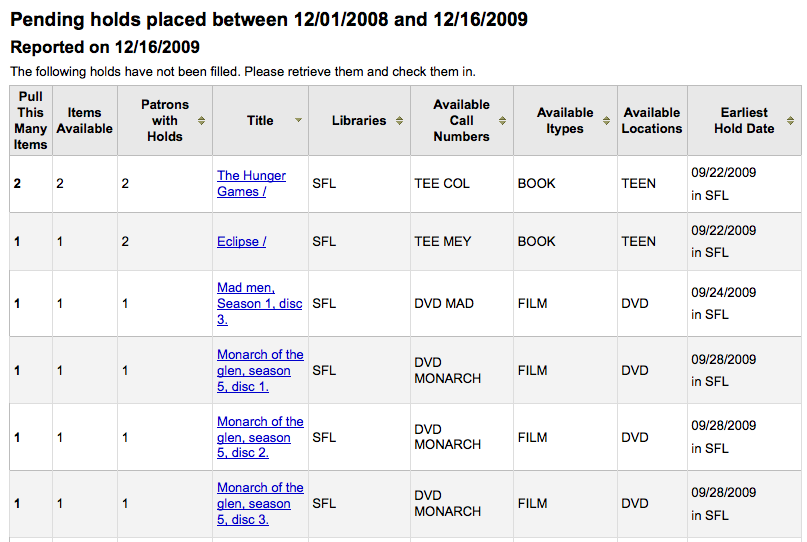 Pending holds placed between 12/01/2008 and 12/16/2009
Reported on 12/16/2009
The following holds have not been filled. Please retrieve them and check them in.
Pull This Many Items
Items Available
Patrons with Holds
Title
Libraries
Available Call Numbers
Available Itypes
Available Locations
Earliest Hold Date
2 2 2 The Hunger Games / SFL TEE COL BOOK TEEN 09/22/2009 in SFL
1 1 2 Eclipse / SFL TEE MEY BOOK TEEN 09/22/2009 in SFL
1 1 1 Mad men, Season 1, disc 3. SFL DVD MAD FILM DVD 09/24/2009 in SFL
1 1 1 Monarch of the glen, season 5, disc 1. SFL DVD MONARCH FILM DVD 09/28/2009 in SFL
1 1 1 Monarch of the glen, season 5, disc 2. SFL DVD MONARCH FILM DVD 09/28/2009 in SFL
1 1 1 Monarch of the glen, season 5, disc 3. SFL DVD MONARCH FILM DVD 09/28/2009 in SFL